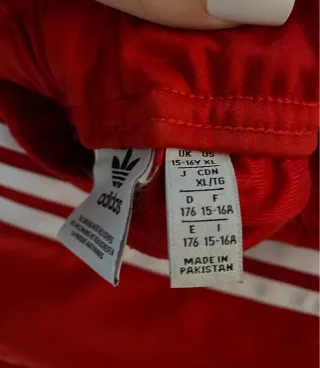 adidas
UK US
15-16Y XL
J CDN
XL/TG
D F
176 15-16A
E I
176 15-16A
MADE IN
PAKISTAN